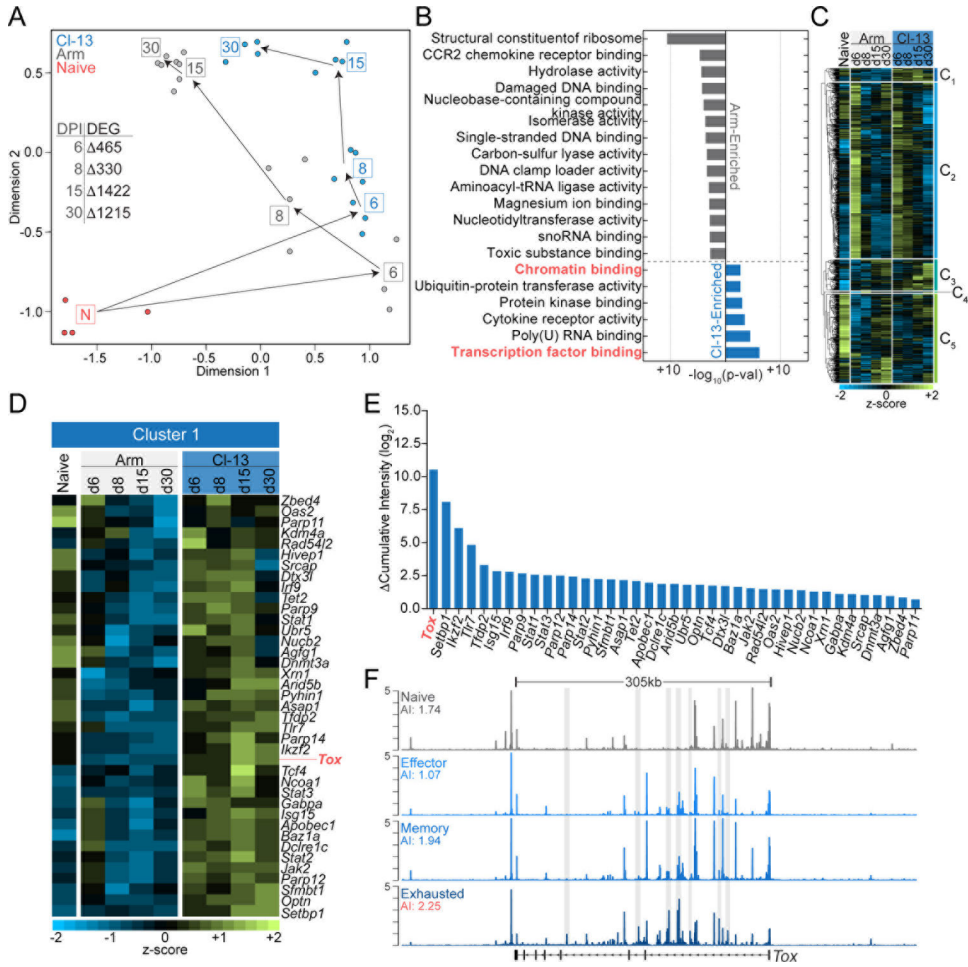 A
Cl-13
Arm
Naive
30
15
30
15
8
6
8
6
N
DPI DEG
6 Δ465
8 Δ330
15 Δ1422
30 Δ1215
0.5
0.0
-0.5
-1.0
Dimension 2
-1.5 -1.0 -0.5 0.0 0.5 1.0
Dimension 1
B
Structural constituentof ribosome
CCR2 chemokine receptor binding
Hydrolase activity
Damaged DNA binding
Nucleobase-containing compound
kinase activity
Isomerase activity
Single-stranded DNA binding
Carbon-sulfur lyase activity
DNA clamp loader activity
Aminoacyl-tRNA ligase activity
Magnesium ion binding
Nucleotidyltransferase activity
snoRNA binding
Toxic substance binding
Chromatin binding
Ubiquitin-protein transferase activity
Protein kinase binding
Cytokine receptor activity
Poly(U) RNA binding
Transcription factor binding
Arm-Enriched
Cl-13-Enriched
+10 +10
-log10(p-val)
C
Arm Cl-13
Naive d6 d8 d15 d30 d6 d8 d15 d30
C1
C2
C3
C4
C5
-2 0 +2
z-score
D
Cluster 1
Arm Cl-13
Naive d6 d8 d15 d30 d6 d8 d15 d30
Zbed4
Oas2
Parp11
Kdm4a
Rad54l2
Hivep1
Srcap
Dtx3l
Irf9
Tet2
Parp9
Stat1
Ubr5
Nucb2
Agfg1
Dnmt3a
Xrn1
Arid5b
Pyhin1
Asap1
Tfdp2
Tlr7
Parp14
Ikzf2
Tox
Tcf4
Ncoa1
Stat3
Gabpa
Isg15
Apobec1
Baz1a
Dclre1c
Stat2
Jak2
Parp12
Sfmbt1
Optn
Setbp1
-2 -1 0 +1 +2
z-score
E
15.0
12.5
10.0
7.5
5.0
2.5
0.0
ΔCumulative Intensity (log2)
Tox Setbp1 Ikzf2 Tlr7 Tfdp2 Isg15 Irf9 Parp9 Stat1 Stat3 Parp12 Parp14 Stat2 Pyhin1 Asap1 Tet2 Apobec1 Dclre1c Arid5b Ubr5 Optn Tcf4 Dtx3l Baz1a Jak2 Rad54l2 Oas2 Hivep1 Nucb2 Ncoa1 Xrn1 Gabpa Kdm4a Srcap Dnmt3a Agfg1 Zbed4 Parp11
F
305kb
5
Naive
AI: 1.74
5
Effector
AI: 1.07
5
Memory
AI: 1.94
5
Exhausted
AI: 2.25
Tox